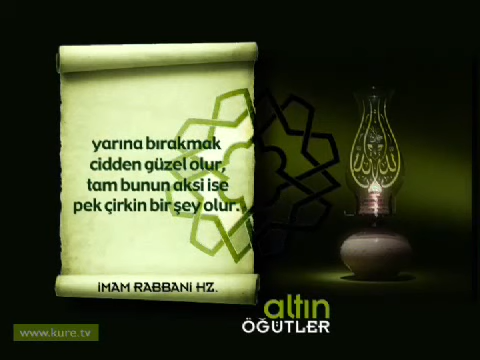 yarına bırakmak
cidden güzel olur,
tam bunun aksi ise
pek çirkin bir şey olur.
İMAM RABBANİ HZ.
altın
ÖĞÜTLER
www.kure.tv